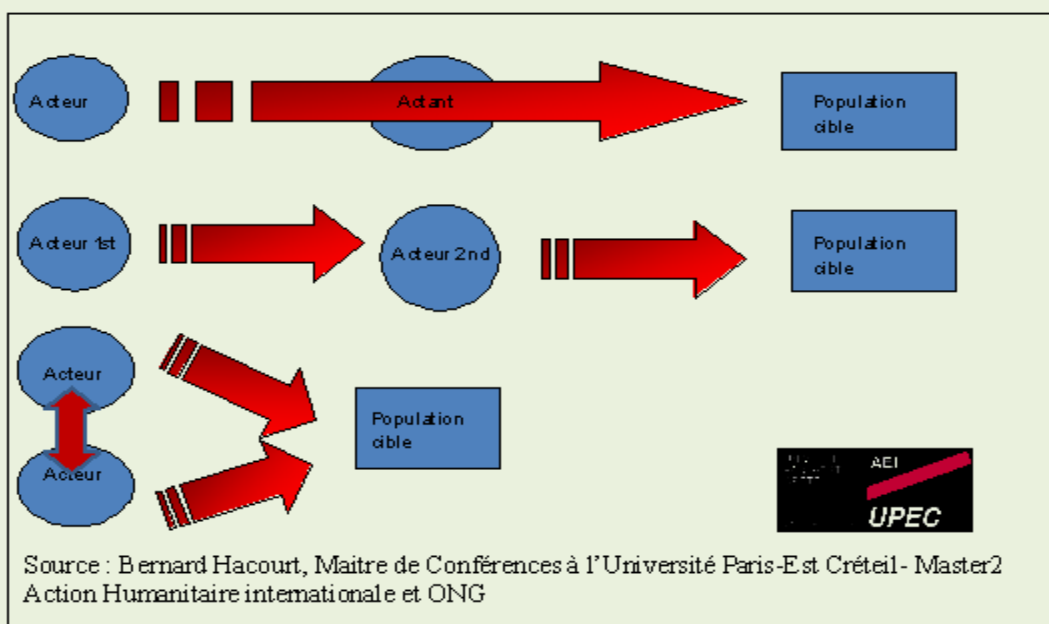 Acteur
Actant
Population
cible
Acteur 1st
Acteur 2nd
Population
cible
Acteur
Acteur
Population
cible
AEI
UPEC
Source : Bernard Hacourt, Maitre de Conférences à l'Université Paris-Est Créteil - Master2
Action Humanitaire internationale et ONG